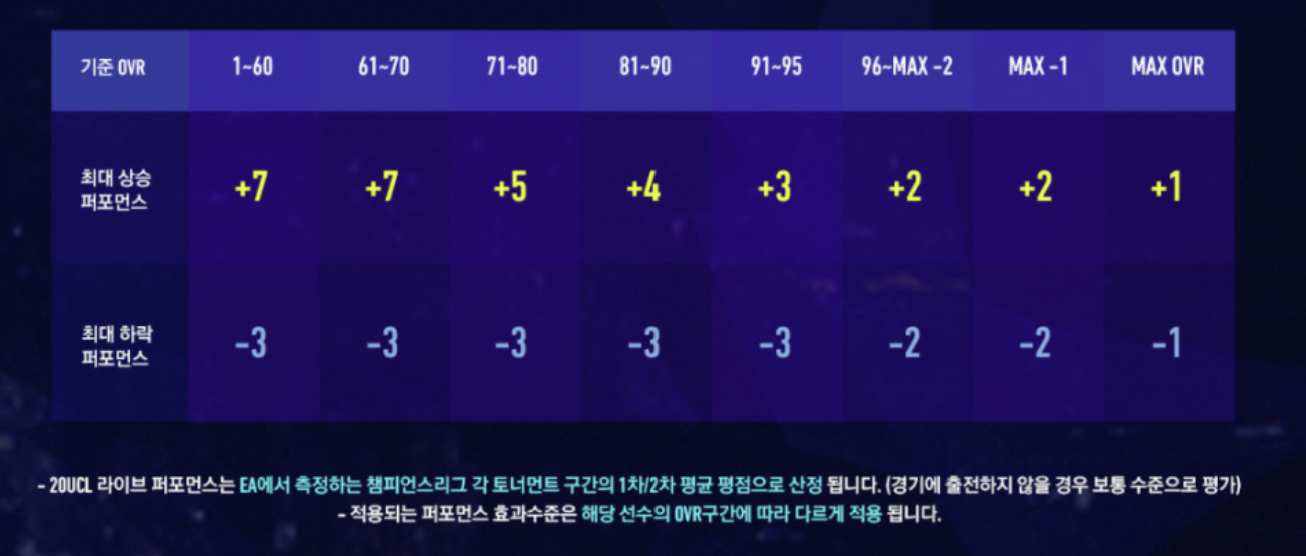 기준 OVR 1~60 61~70 71~80 81~90 91~95 96~MAX -2 MAX -1 MAX OVR
최대 상승
퍼포먼스 +7 +7 +5 +4 +3 +2 +2 +1
최대 하락
퍼포먼스 -3 -3 -3 -3 -3 -2 -2 -1
- 20UCL 라이브 퍼포먼스는 EA에서 측정하는 챔피언스리그 각 토너먼트 구간의 1차/2차 평균 평점으로 산정 됩니다. (경기에 출전하지 않을 경우 보통 수준으로 평가)
- 적용되는 퍼포먼스 효과수준은 해당 선수의 OVR구간에 따라 다르게 적용 됩니다.